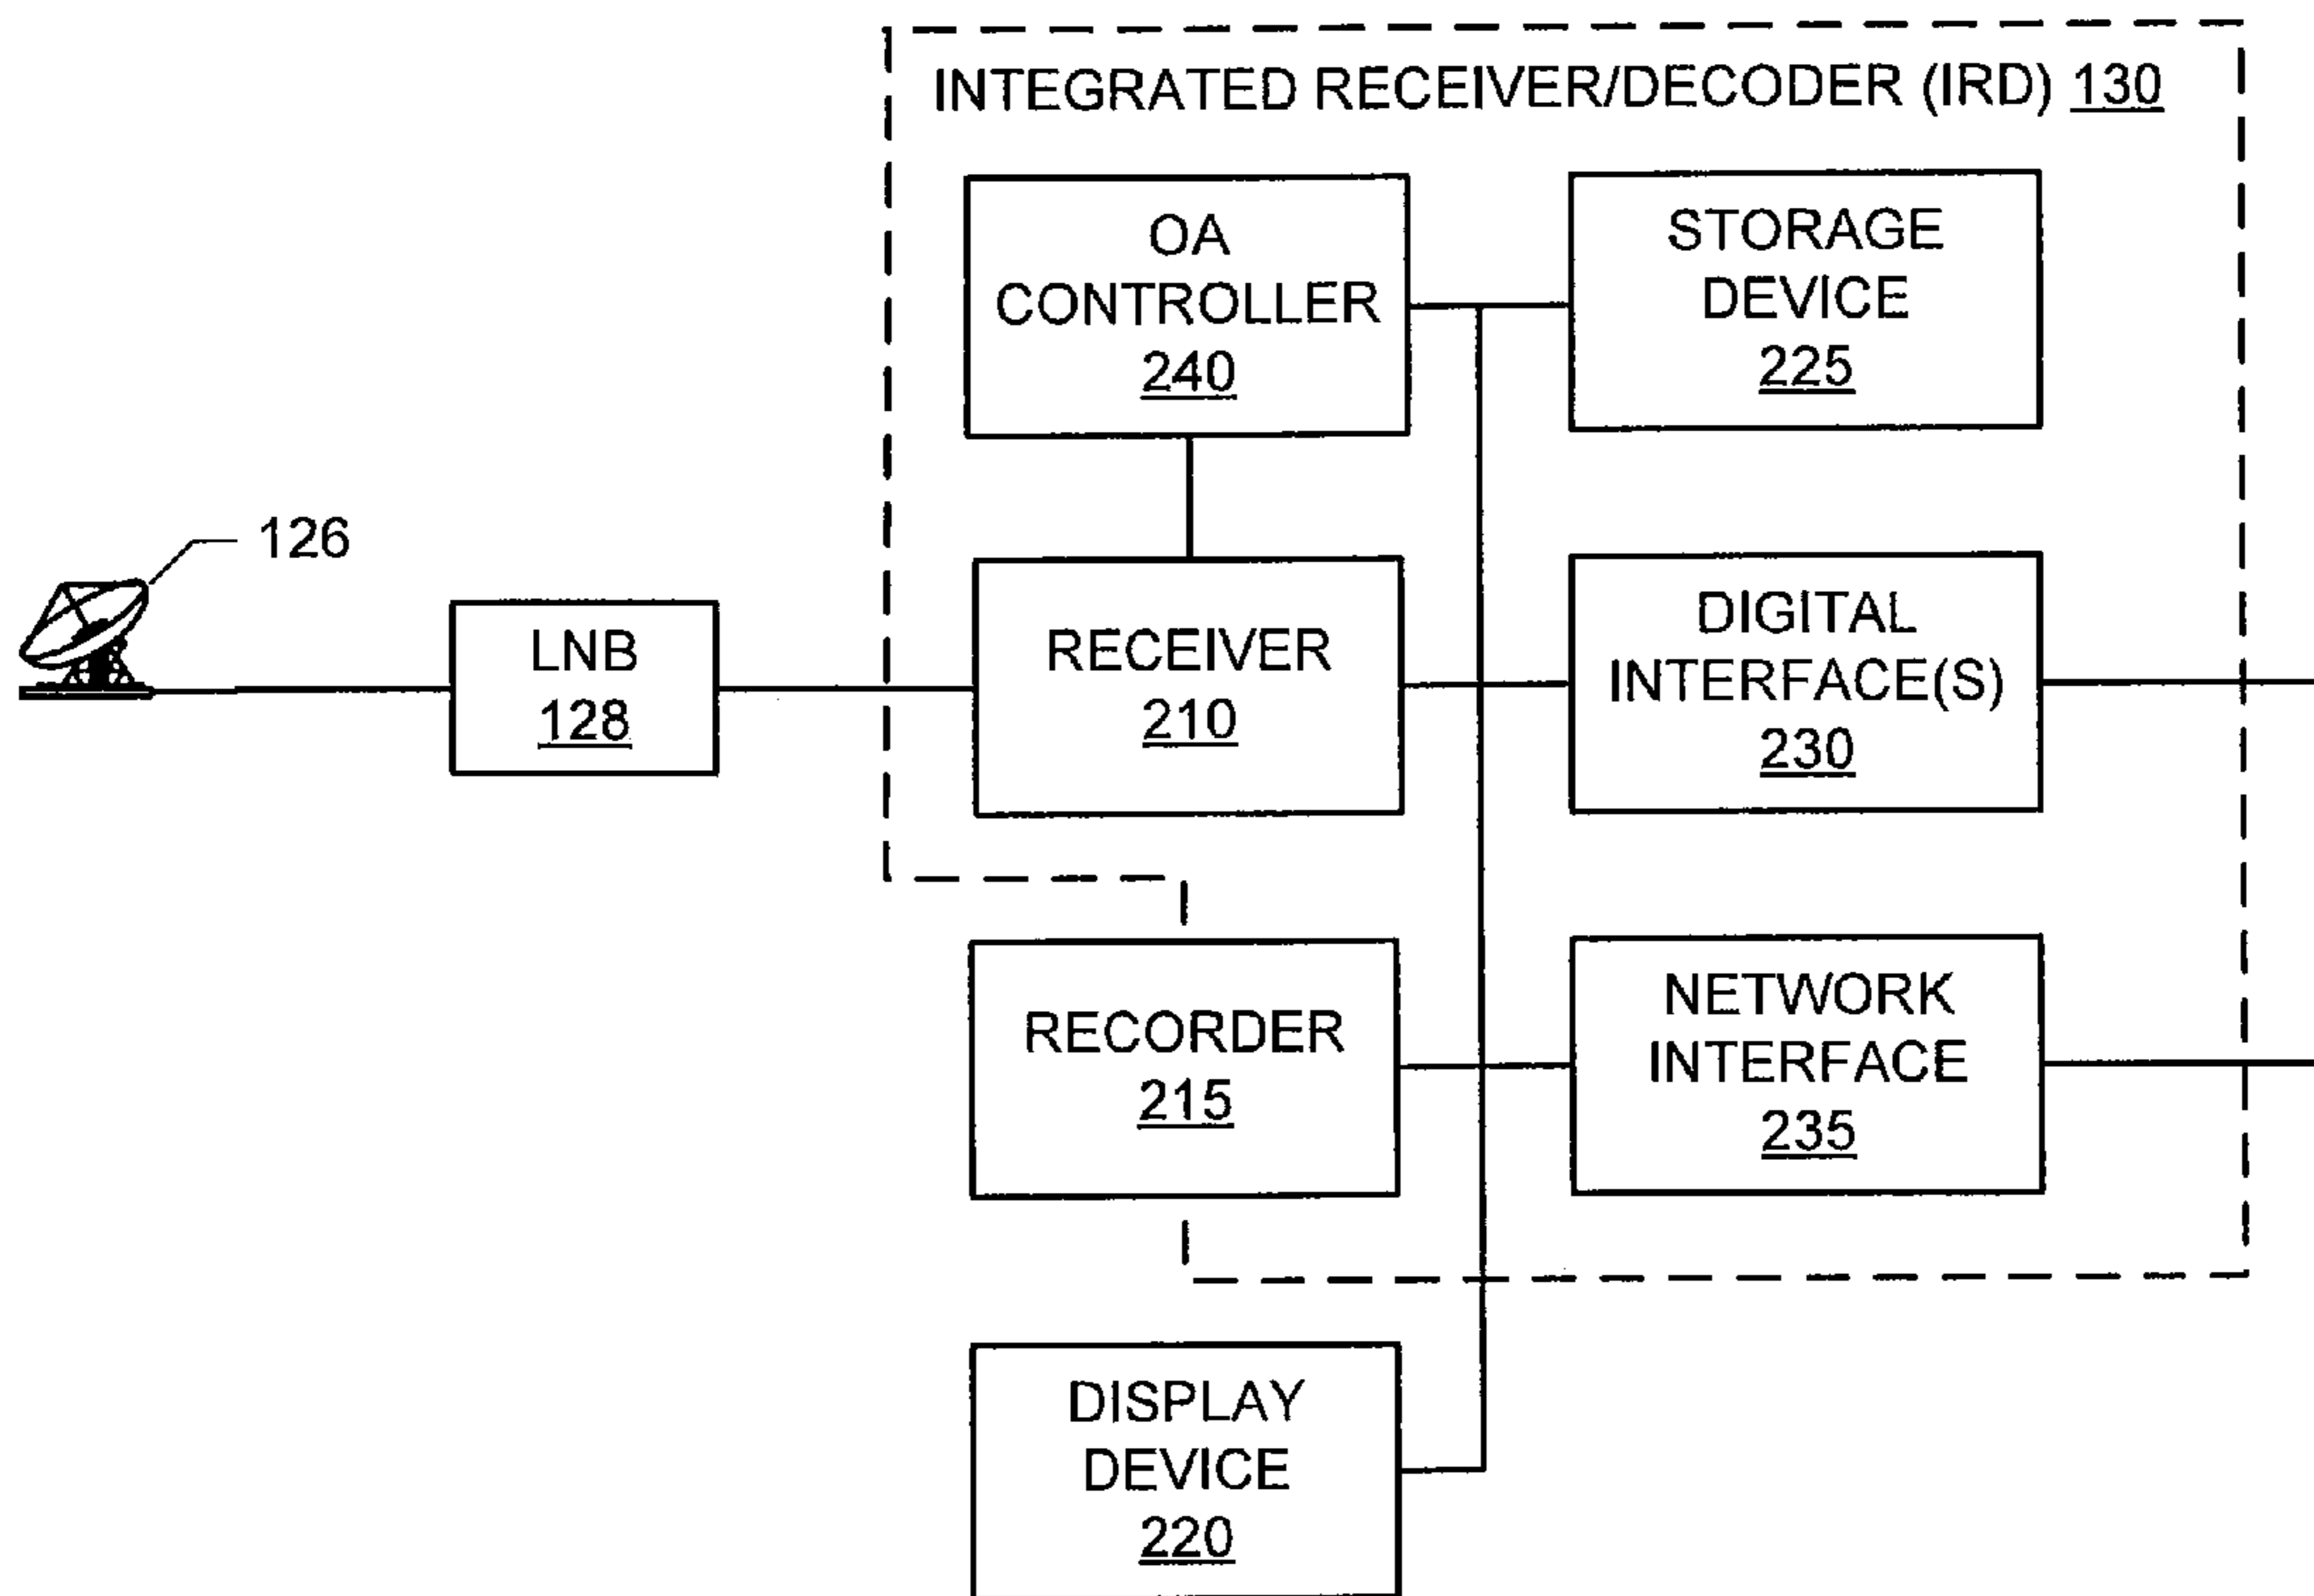 INTEGRATED RECEIVER/DECODER (IRD) 130
OA
CONTROLLER
240
STORAGE
DEVICE
225
126
LNB
128
RECEIVER
210
DIGITAL
INTERFACE(S)
230
RECORDER
215
NETWORK
INTERFACE
235
DISPLAY
DEVICE
220